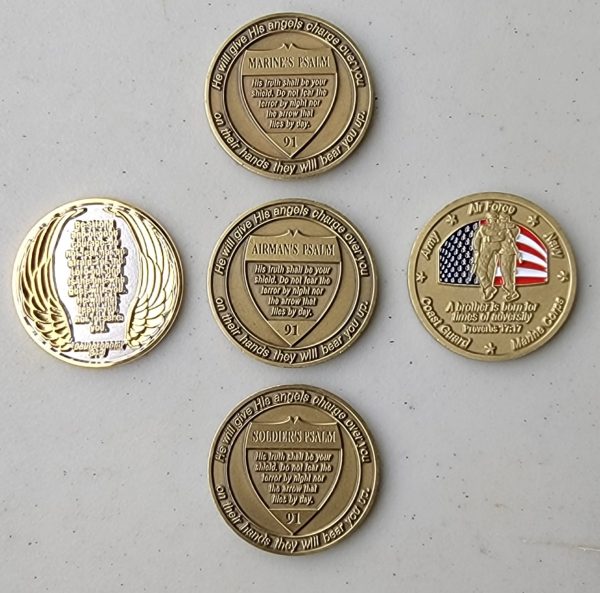 He will give His angels charge over you
MARINE'S PSALM
His truth shall be your
shield. Do not fear the
terror by night nor
the arrow that
flies by day.
91
on their hands they will bear you up.
He will give His angels charge over you
AIRMAN'S PSALM
His truth shall be your
shield. Do not fear the
terror by night nor
the arrow that
flies by day.
91
on their hands they will bear you up.
Army Air Force Navy
A brother is born for
times of adversity
Proverbs 17:17
Coast Guard Marine Corps
He will give His angels charge over you
SOLDIER'S PSALM
His truth shall be your
shield. Do not fear the
terror by night nor
the arrow that
flies by day.
91
on their hands they will bear you up.